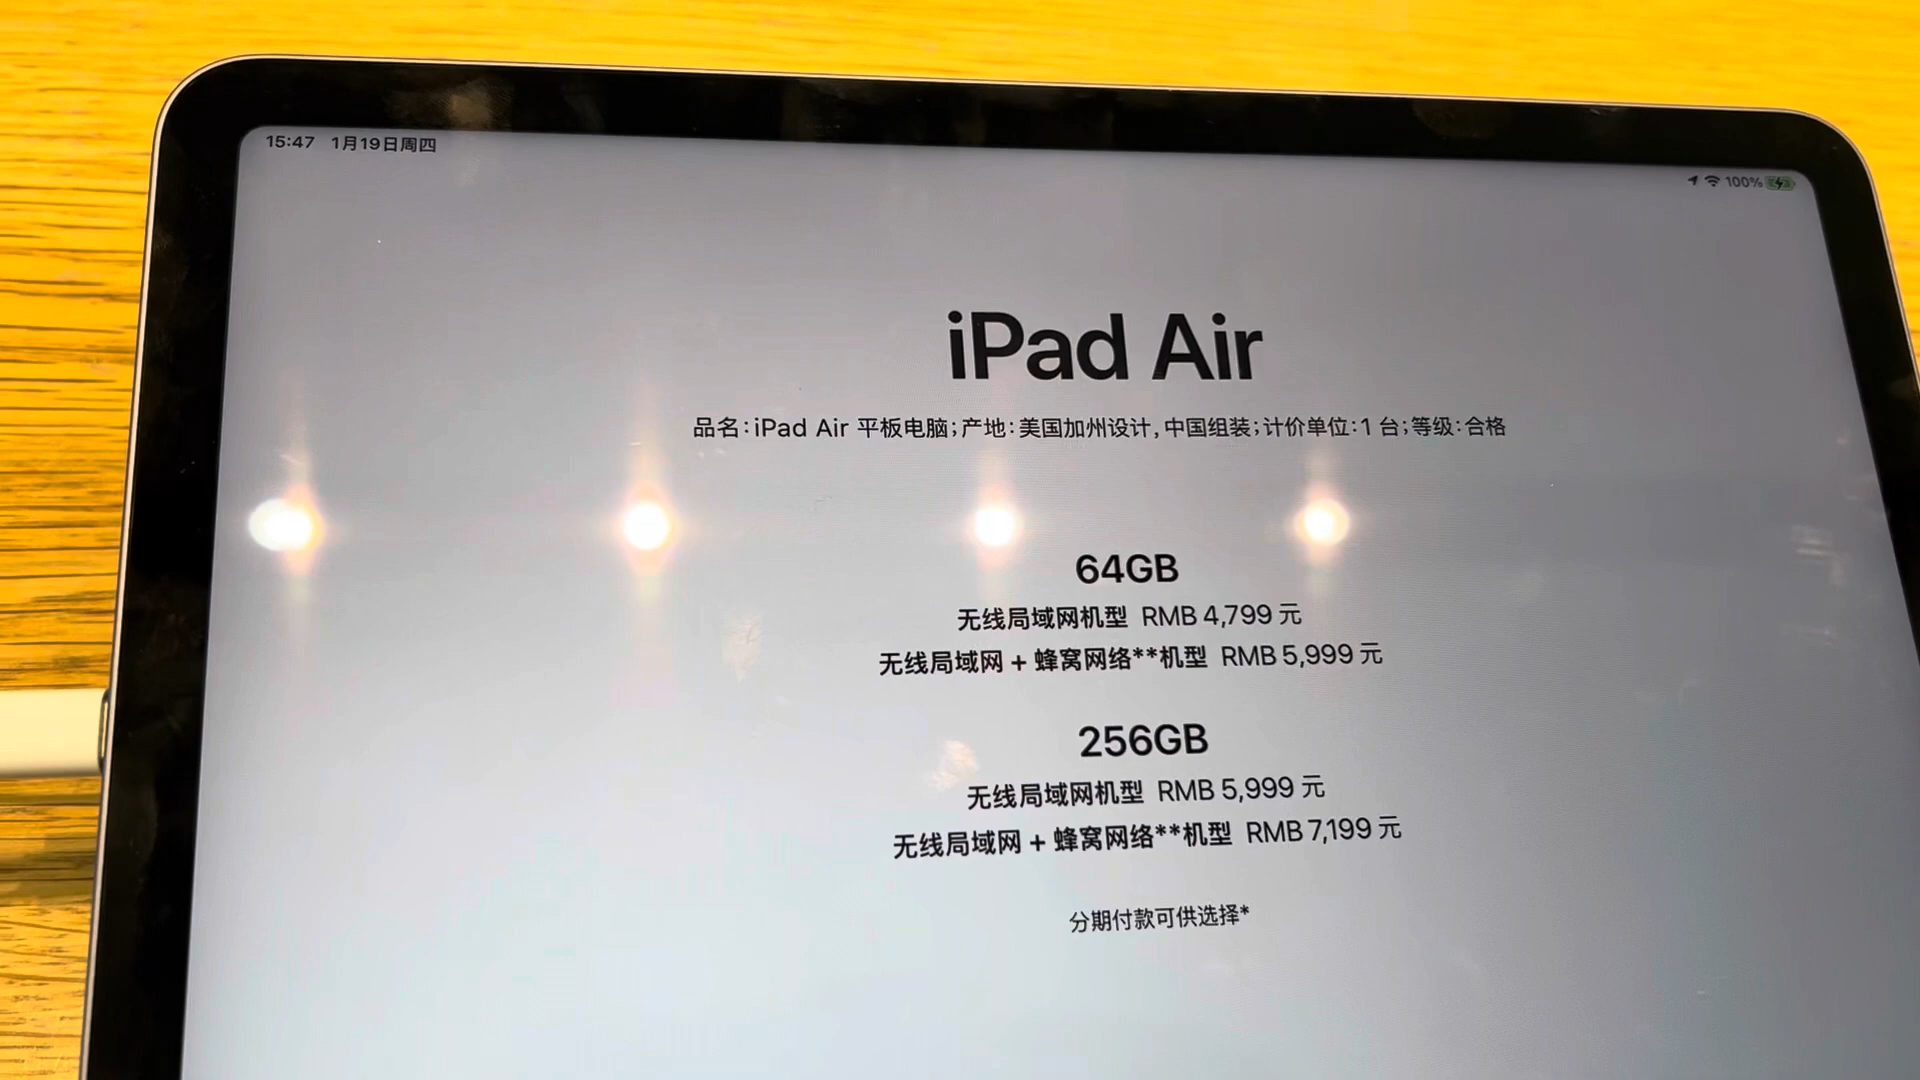 15:47 1月19日周四
100%
iPad Air
品名:iPad Air 平板电脑;产地:美国加州设计,中国组装;计价单位:1 台;等级:合格
64GB
无线局域网机型 RMB 4,799 元
无线局域网 + 蜂窝网络**机型 RMB 5,999 元
256GB
无线局域网机型 RMB 5,999 元
无线局域网 + 蜂窝网络**机型 RMB 7,199 元
分期付款可供选择*